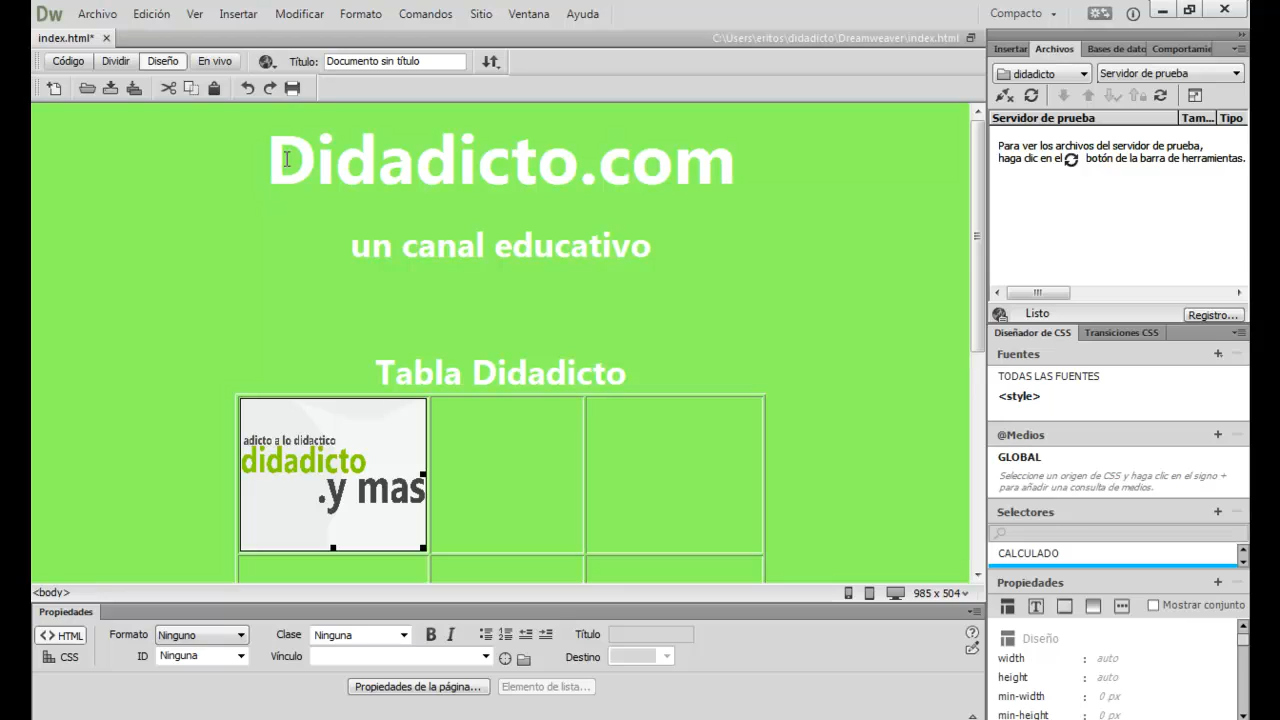 Dw Archivo Edición Ver Insertar Modificar Formato Comandos Sitio Ventana Ayuda Compacto
index.html* C:\Users\eritos\didadicto\Dreamweaver\index.html
Código Dividir Diseño En vivo Título: Documento sin título
Insertar Archivos Bases de dato Comportamie
didadicto Servidor de prueba
Servidor de prueba Tam... Tipo
Para ver los archivos del servidor de prueba,
haga clic en el botón de la barra de herramientas.
Didadicto.com
un canal educativo
Tabla Didadicto
adicto a lo didactico
didadicto
.y mas
Listo Registro...
Diseñador de CSS Transiciones CSS
Fuentes
TODAS LAS FUENTES
<style>
@Medios
GLOBAL
Seleccione un origen de CSS y haga clic en el signo +
para añadir una consulta de medios.
Selectores
CALCULADO
Propiedades
Mostrar conjunto
Diseño
width : auto
height : auto
min-width : 0 px
min-height : 0 px
<body> 985 x 504
Propiedades
<> HTML Formato Ninguno Clase Ninguna B I Título
CSS ID Ninguna Vínculo Destino
Propiedades de la página... Elemento de lista...